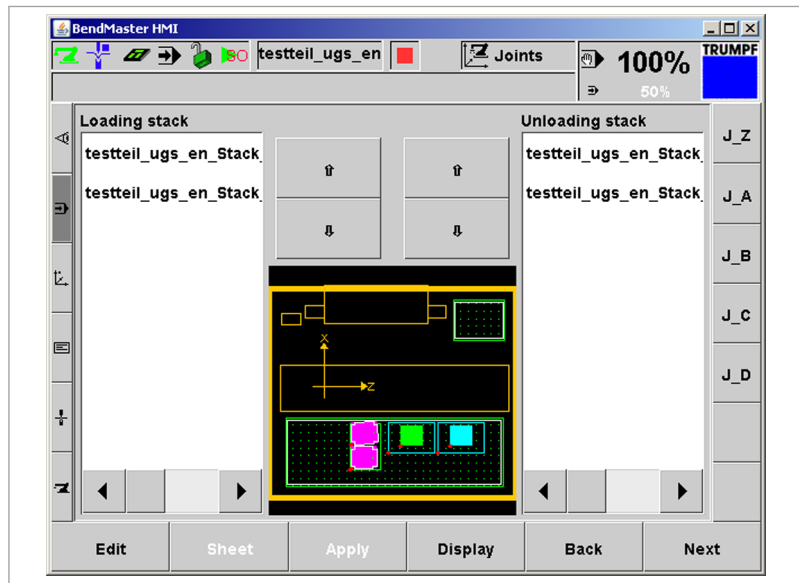 BendMaster HMI
SO
testteil_ugs_en
Joints
100%
TRUMPF
50%
Loading stack
Unloading stack
testteil_ugs_en_Stack_
testteil_ugs_en_Stack_
testteil_ugs_en_Stack_
testteil_ugs_en_Stack_
J_Z
J_A
J_B
J_C
J_D
X
Z
Edit
Sheet
Apply
Display
Back
Next